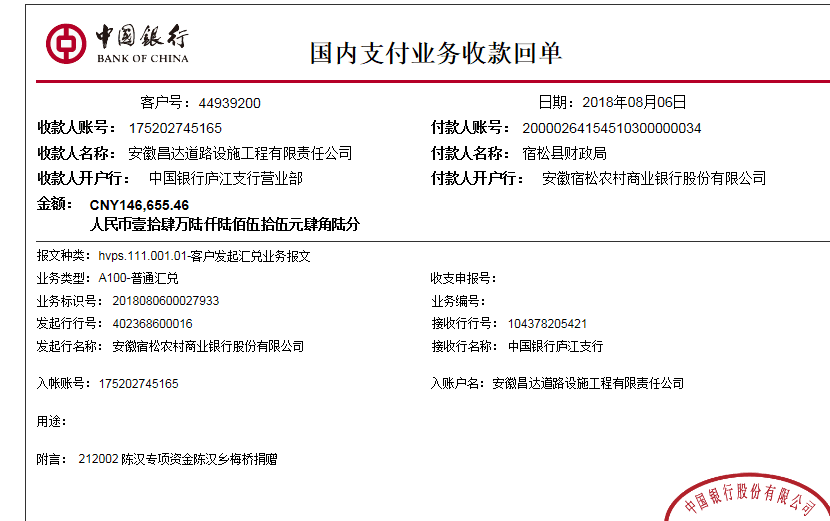 中国银行
BANK OF CHINA
国内支付业务收款回单
客户号：44939200
日期：2018年08月06日
收款人账号：175202745165
付款人账号：20000264154510300000034
收款人名称：安徽昌达道路设施工程有限责任公司
付款人名称：宿松县财政局
收款人开户行：中国银行庐江支行营业部
付款人开户行：安徽宿松农村商业银行股份有限公司
金额：CNY146,655.46
人民币壹拾肆万陆仟陆佰伍拾伍元肆角陆分
报文种类：hvps.111.001.01-客户发起汇兑业务报文
业务类型：A100-普通汇兑
收支申报号：
业务标识号：2018080600027933
业务编号：
发起行行号：402368600016
接收行行号：104378205421
发起行名称：安徽宿松农村商业银行股份有限公司
接收行名称：中国银行庐江支行
入帐账号：175202745165
入账户名：安徽昌达道路设施工程有限责任公司
用途：
附言：212002陈汉专项资金陈汉乡梅桥捐赠
中国银行股份有限公司